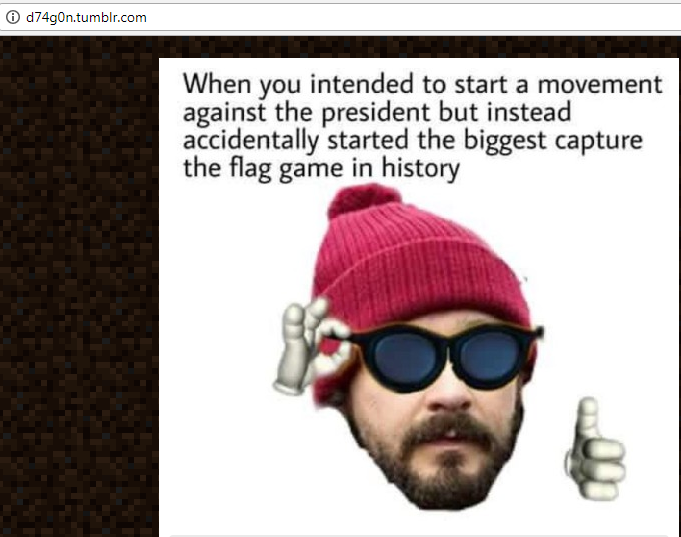 d74g0n.tumblr.com
When you intended to start a movement
against the president but instead
accidentally started the biggest capture
the flag game in history